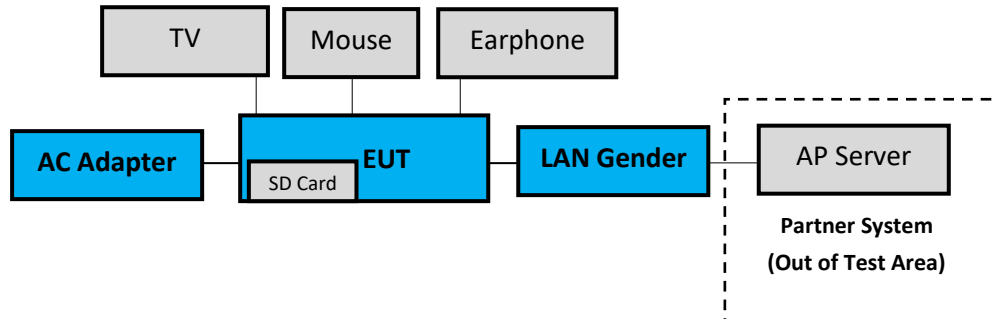 TV
Mouse
Earphone
AC Adapter
EUT
SD Card
LAN Gender
AP Server
Partner System
(Out of Test Area)